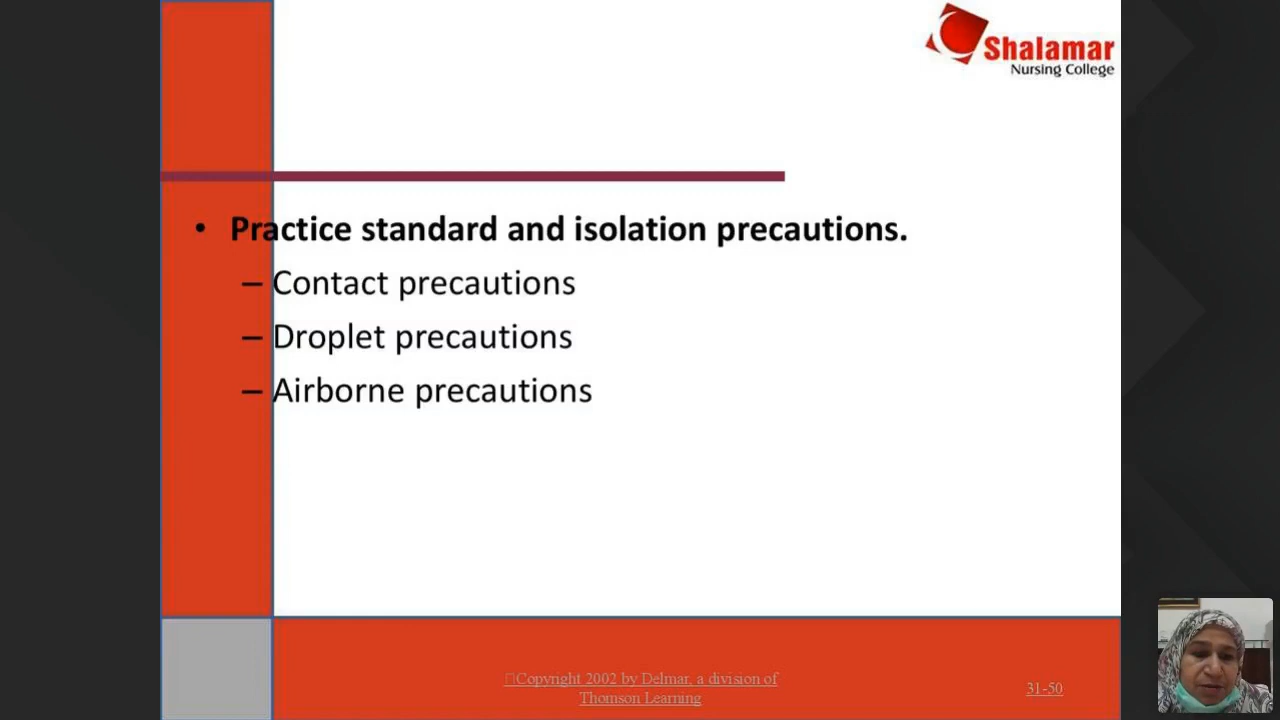 Shalamar
Nursing College
• Practice standard and isolation precautions.
– Contact precautions
– Droplet precautions
– Airborne precautions
Copyright 2002 by Delmar, a division of
Thomson Learning
31-50